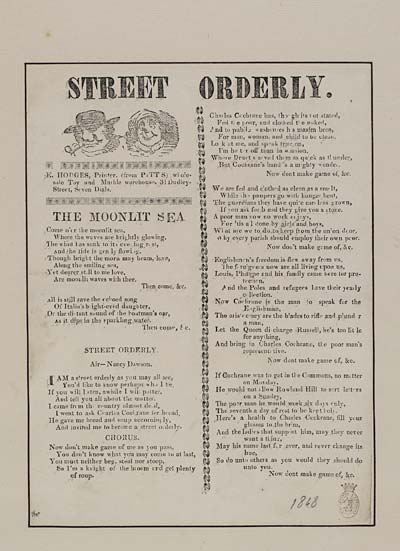 STREET ORDERLY.
E. HODGES, Printer, (from PITTS) whole-
sale Toy and Marble warehouse, 31 Dudley-
Street, Seven Dials.
THE MOONLIT SEA
Come o'er the moonlit sea,
Where the waves are brightly glowing,
The wind has sunk to its
And the tide is gently flowing.
Though bright the morn may beam, love,
Along the smiling sea,
Yet dearer still to me love,
Are moonlit waves with thee.
Then come, &c.
All is still save the echoed song
Of Italia's bright-eyed daughter,
Or the distant sound of the boatman's oar,
As it dips in the sparkling water.
Then come, &c.
STREET ORDERLY.
Air—Nancy Dawson.
I AM a street orderly as you may all see,
You'd like to know perhaps who I be,
If you will listen, while I will patter,
And tell you all about the matter.
I came from the country almost dead,
I went to ask Charles Cochrane for bread,
He gave me bread and soup accordingly,
And invited me to become a street orderly.
CHORUS.
Now don't make game of me as you pass,
You don't know what you may come to at last,
You must neither beg, steal nor stoop,
So I'm a knight of the broom and get plenty
of soup.
Charles Cochrane has, tho' he's not stated,
Fed the poor, and clothed the naked,
And to public washouses has been,
For man, woman, and child to be clean.
Look at me, and speak true on,
I'm better off than in a union,
Where Brutes served them as quick as thunder,
But Cochrane's hand's a mighty wonder.
Now dont make game of, &c.
We are fed and clothed as clean as a smelt,
While the paupers go with hunger belt,
The guardians they have quite careless grown,
If you ask for bread they give you a stone.
A poor man now no work enjoys,
For 'tis all done by girls and boys,
What are we to do, to keep from the union door,
But every parish should employ their own poor.
Now don't make game of, &c.
Englishmen's freedom is flew away from us,
The foreigners now are all living upon us,
Louis, Philippe and his family came here for pro-
tection,
And the Poles and refugees have their yearly
collection.
Now Cochrane is the man to speak for the
Englishman,
The aristocracy are the blades to rifle and plunder
a man,
Let the Queen discharge Russell, he's too little
for anything,
And bring in Charles Cochrane, the poor man's
representative.
Now dont make game of, &c.
If Cochrane was to get in the Commons, no matter
on Monday,
He would not allow Rowland Hill to sort letters
on a Sunday,
The poor man he would work six days only,
The seventh a day of rest to be kept holy.
Here's a health to Charles Cochrane, fill your
glasses to the brim,
And the ladies that support him, may they never
want a friend,
May his name last for ever, and never change its
hue,
So do unto others as you would they should do
unto you.
Now dont make game of, &c.
1848